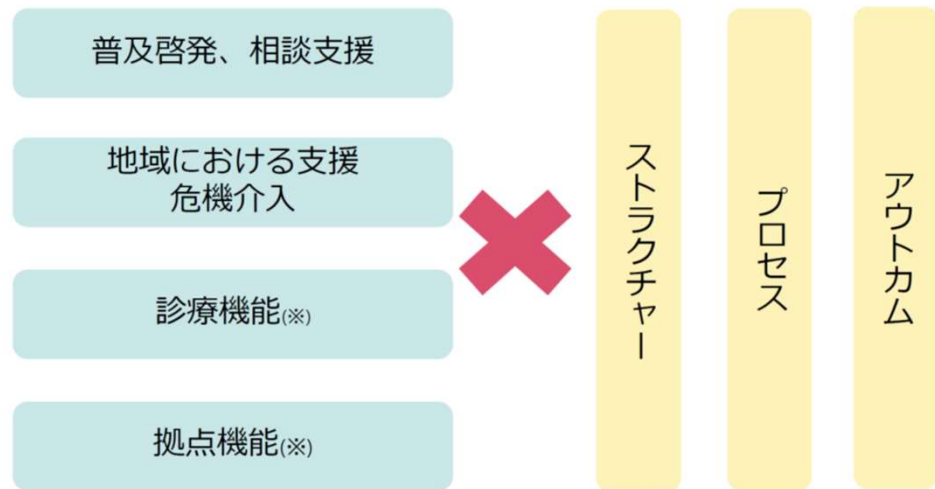 普及啓発、相談支援
地域における支援
危機介入
診療機能(※)
拠点機能(※)
ストラクチャー
プロセス
アウトカム